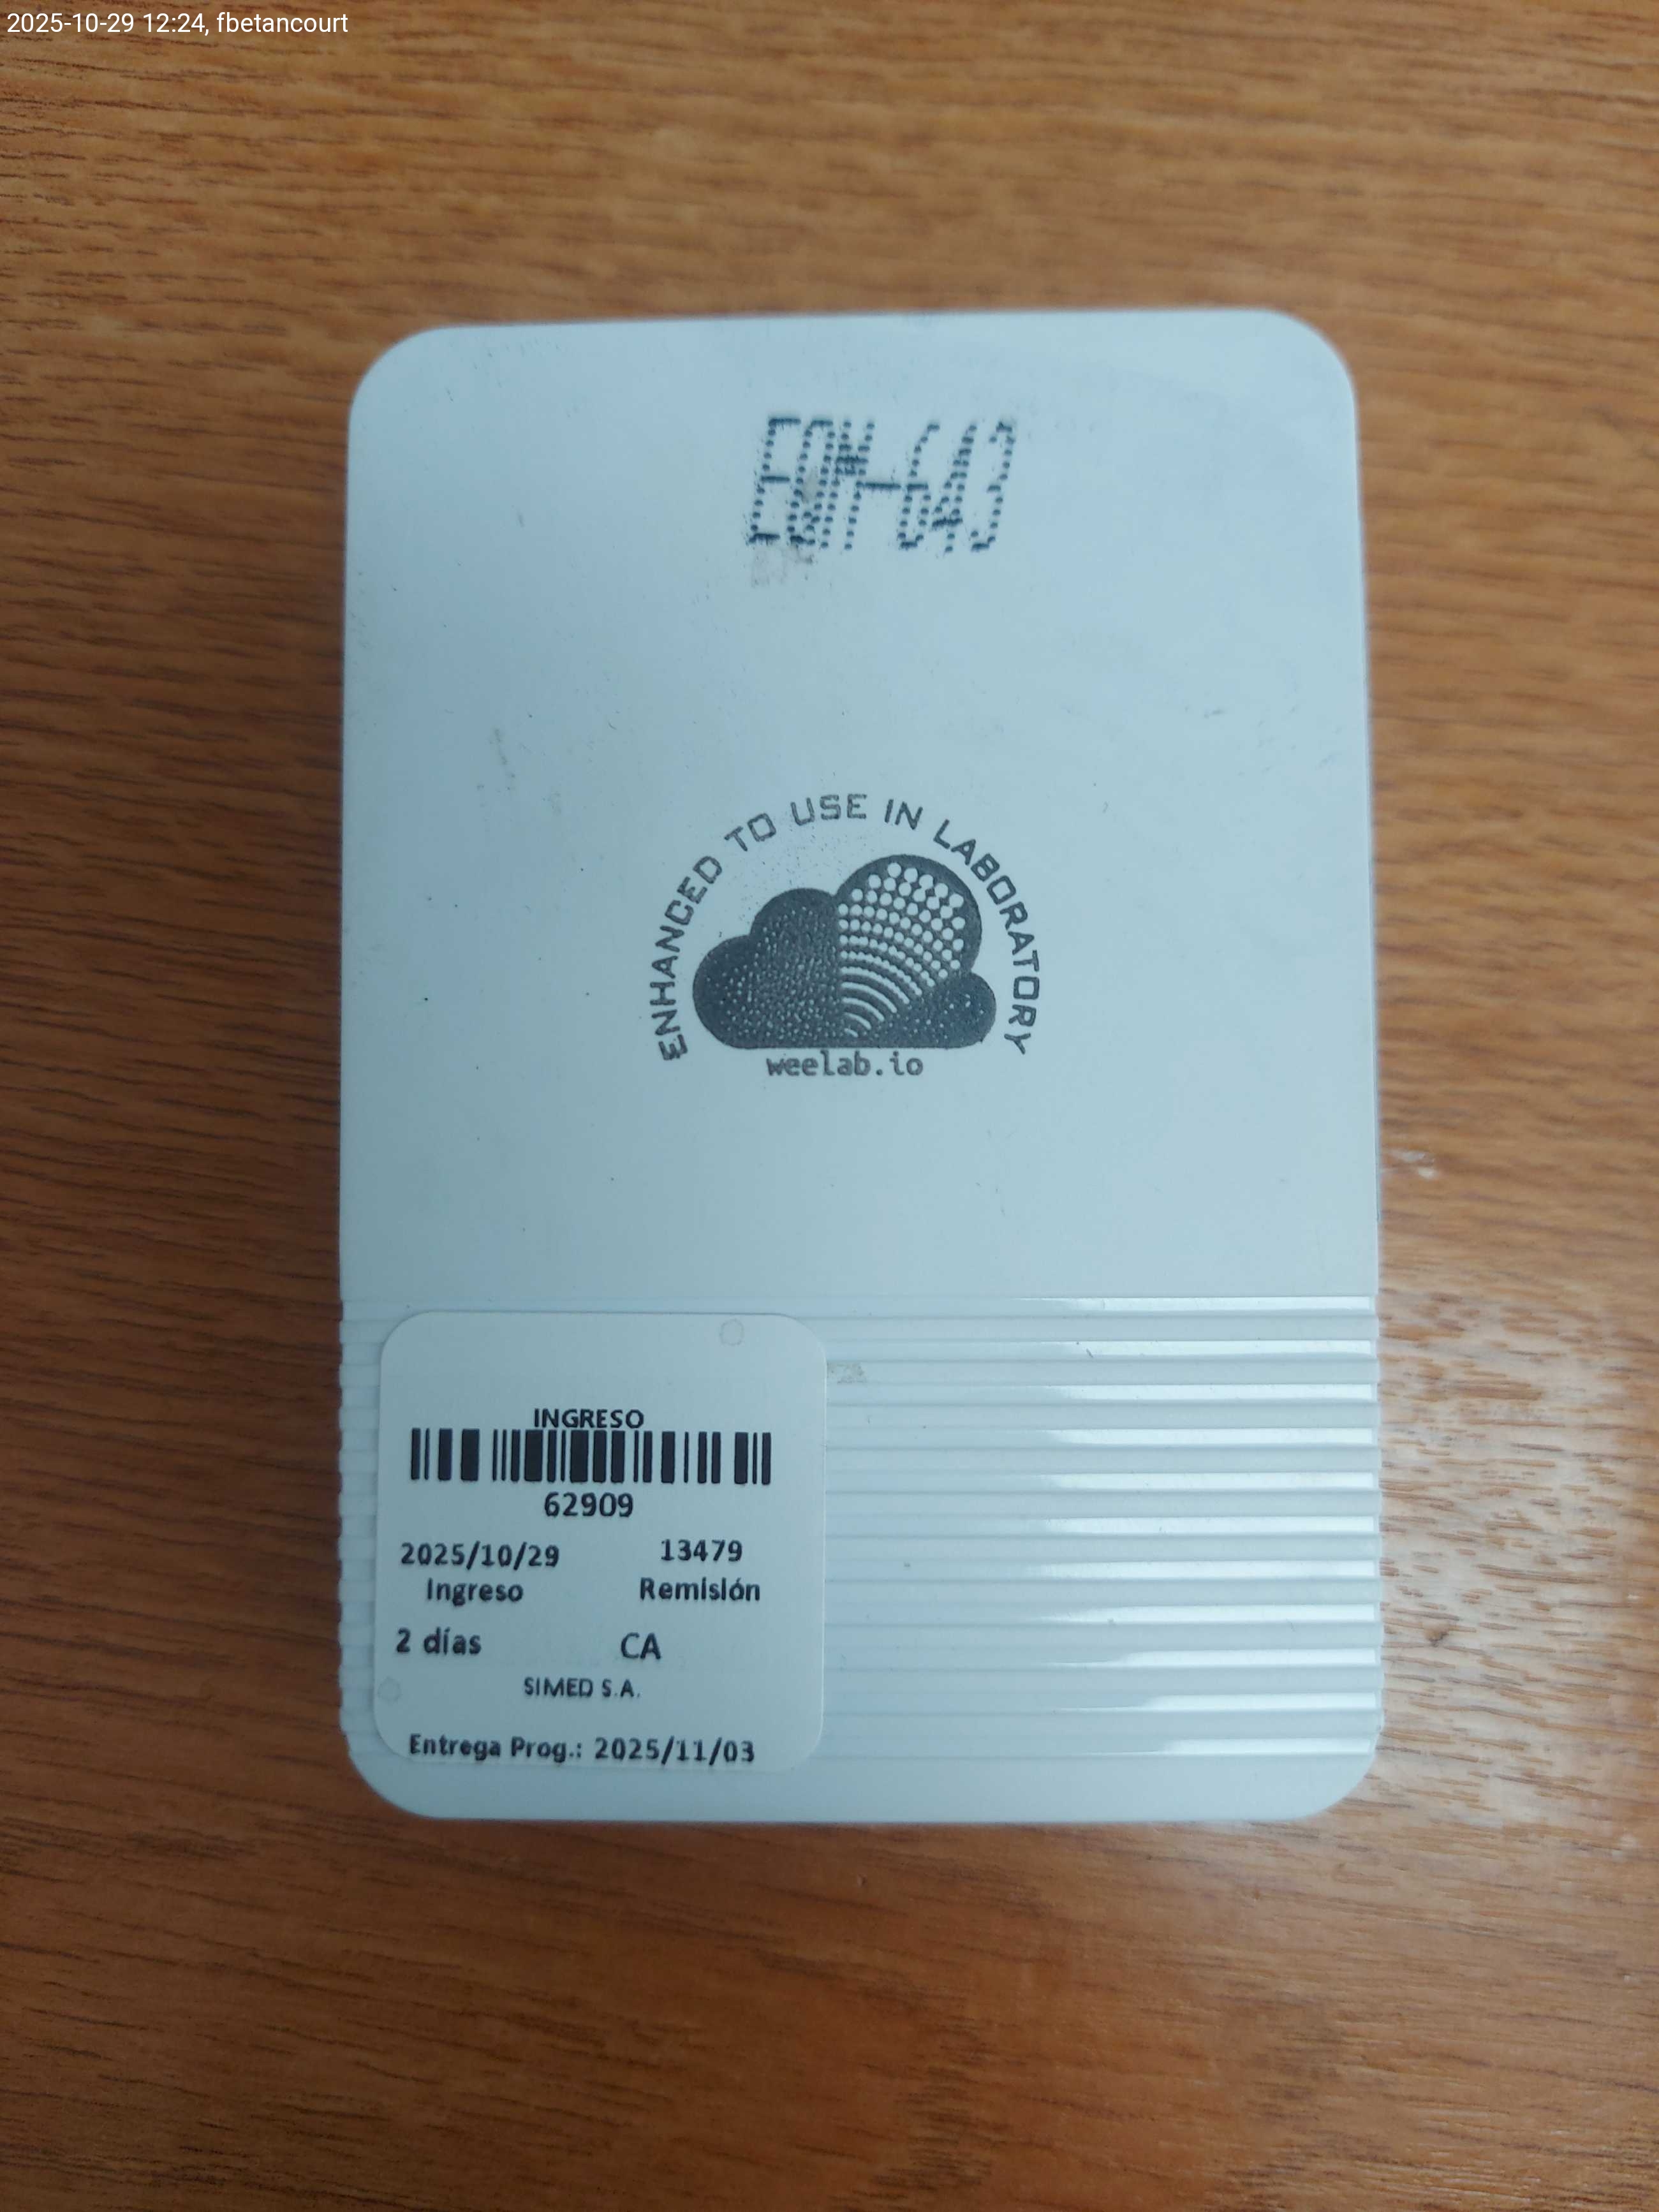 2025-10-29 12:24, fbetancourt
EQM-643
ENHANCED TO USE IN LABORATORY
weelab.io
INGRESO
62909
2025/10/29 13479
Ingreso Remisión
2 días CA
SIMED S.A.
Entrega Prog.: 2025/11/03